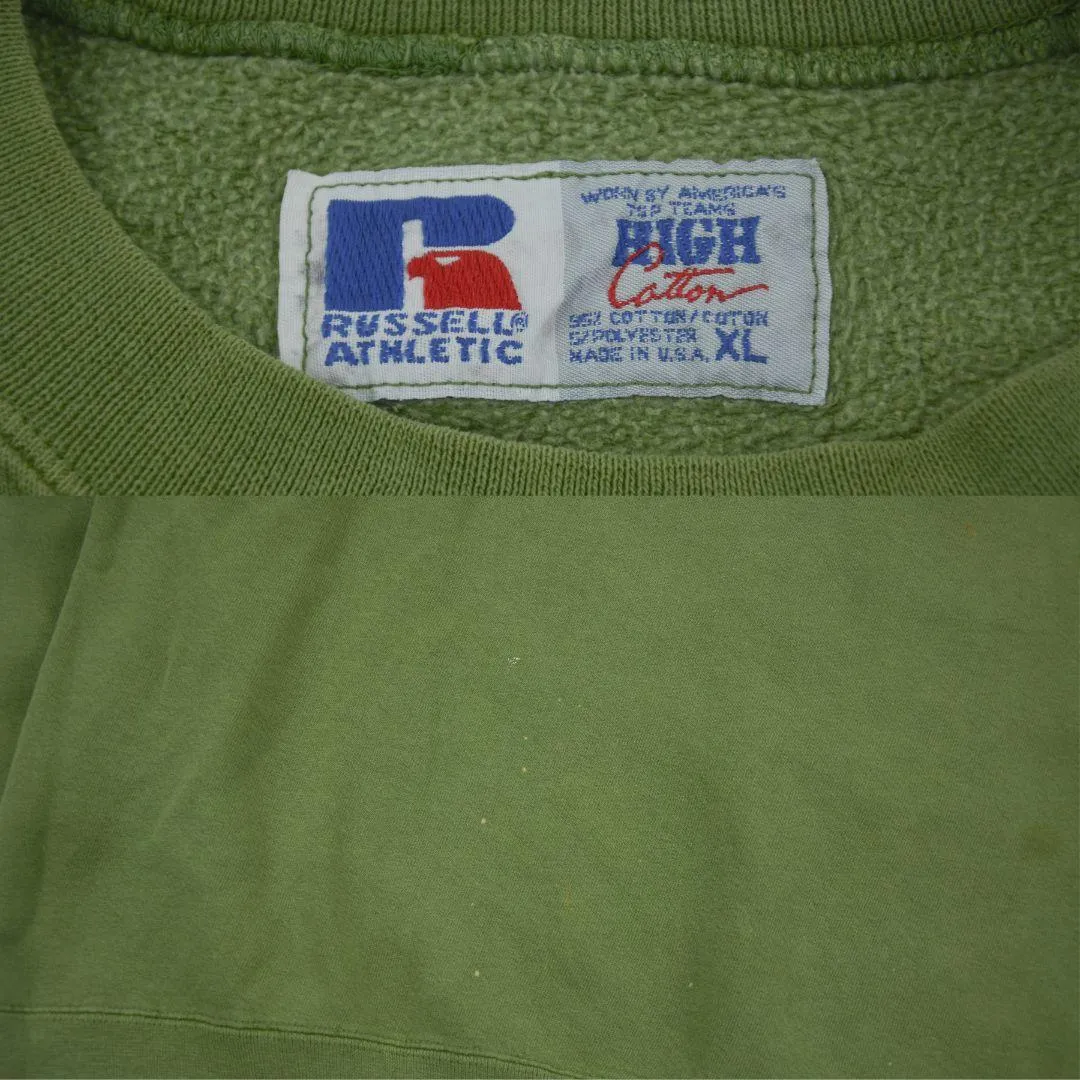 RUSSELL®
ATHLETIC
WORN BY AMERICA'S
TOP TEAMS
HIGH
Cotton
95% COTTON/COTON
5%POLYESTER
MADE IN U.S.A. XL